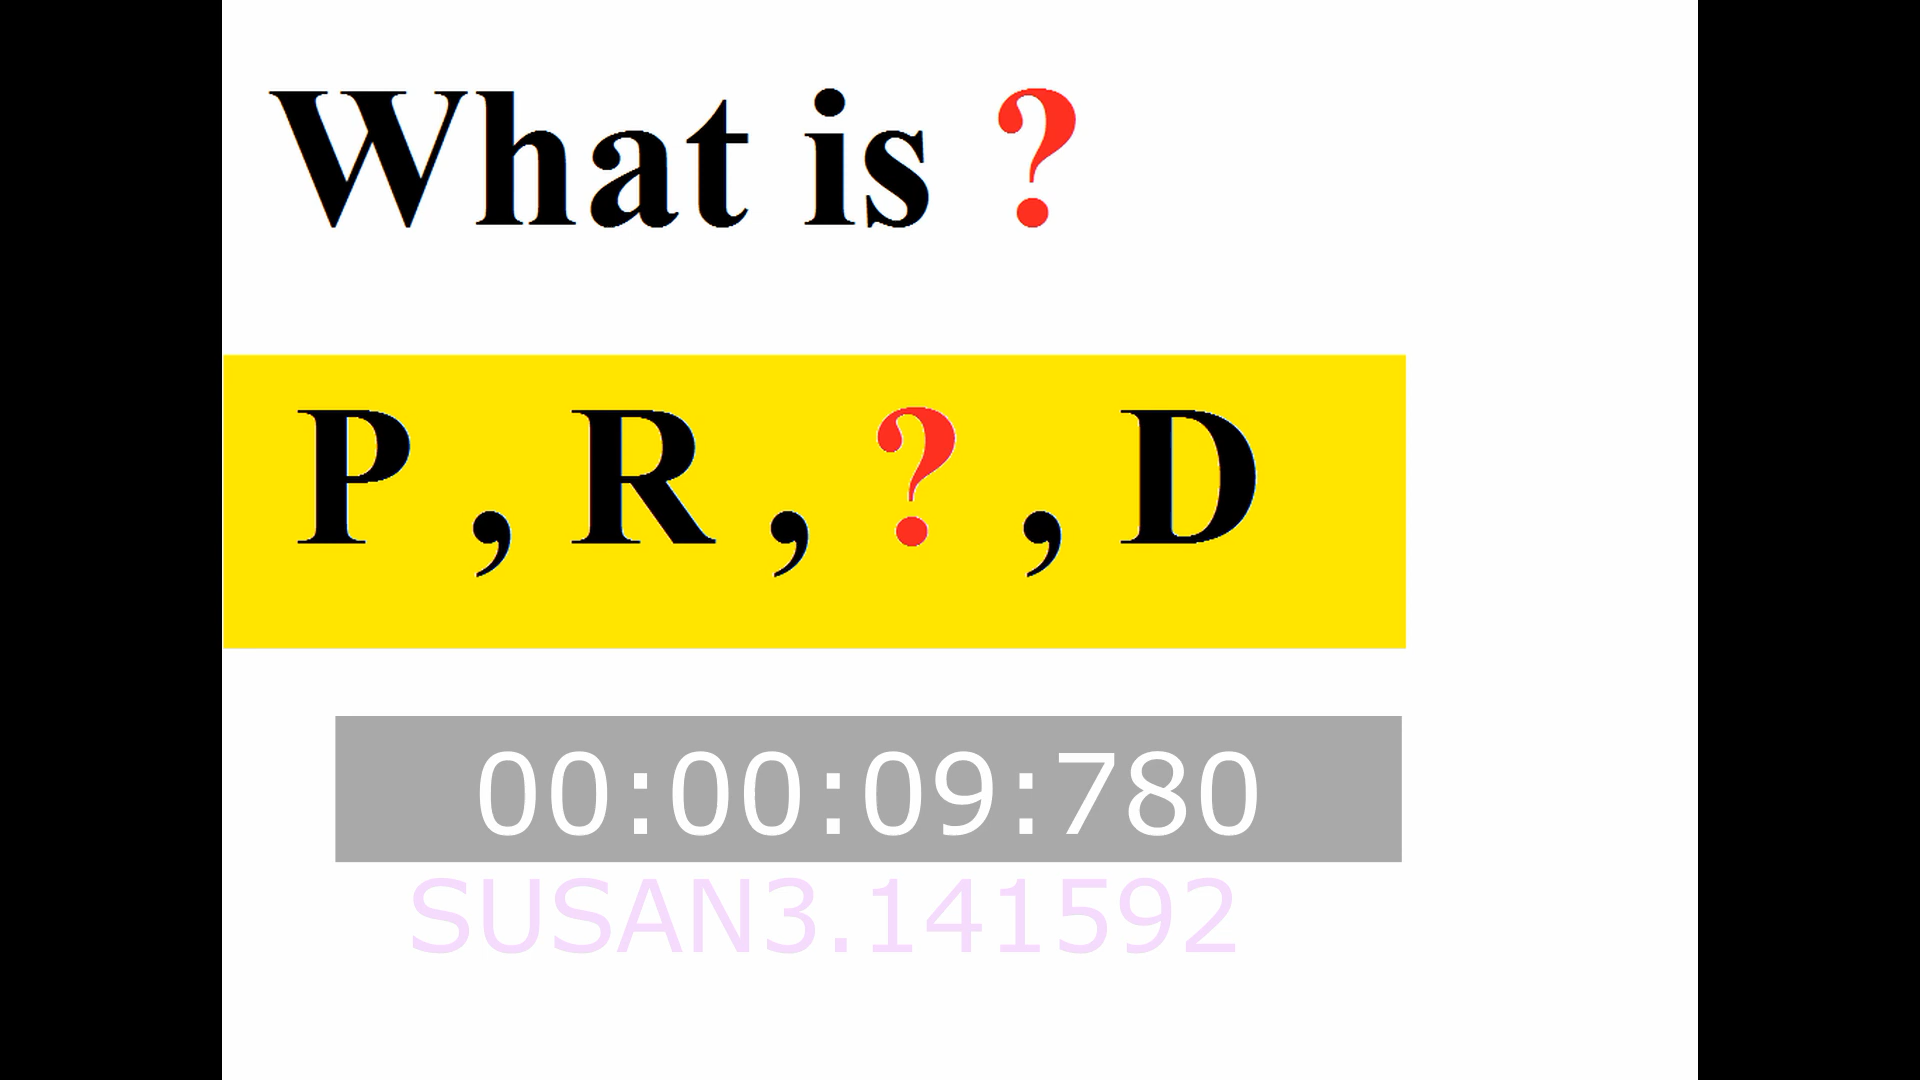 What is ?
P , R , ? , D
00:00:09:780
SUSAN3.141592